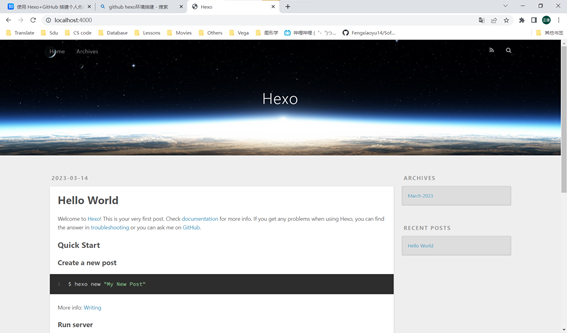 使用 Hexo+GitHub 搭建个人
github hexo环境搭建 - 搜索
Hexo
localhost:4000
Translate
Sdu
CS code
Database
Lessons
Movies
Others
Vega
图形学
Fengxiaoyu14/Sof...
其他书签
Home
Archives
Hexo
2023-03-14
ARCHIVES
Hello World
March 2023
Welcome to Hexo! This is your very first post. Check documentation for more info. If you get any problems when using Hexo, you can
find the answer in troubleshooting or you can ask me on GitHub.
RECENT POSTS
Hello World
Quick Start
Create a new post
1 $ hexo new "My New Post"
More info: Writing
Run server